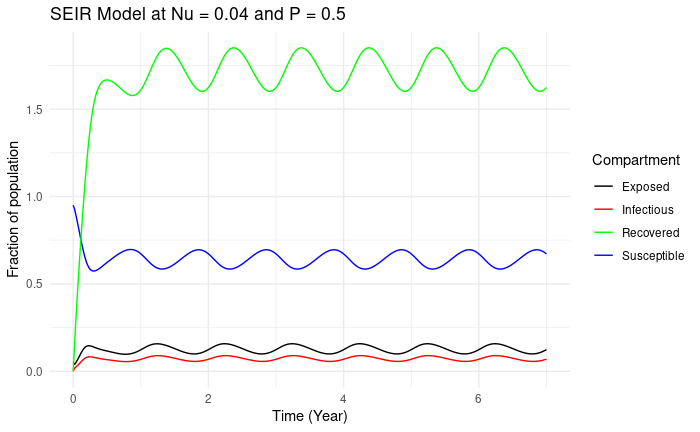 SEIR Model at Nu = 0.04 and P = 0.5
Fraction of population
1.5
1.0
0.5
0.0
0
2
4
6
Time (Year)
Compartment
Exposed
Infectious
Recovered
Susceptible